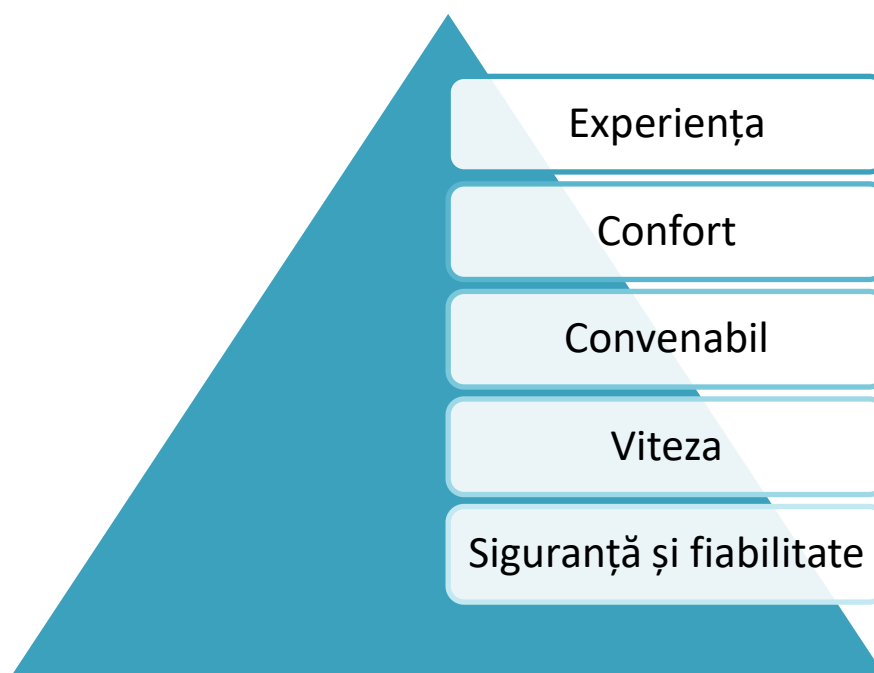 Experiența
Confort
Convenabil
Viteza
Siguranță și fiabilitate